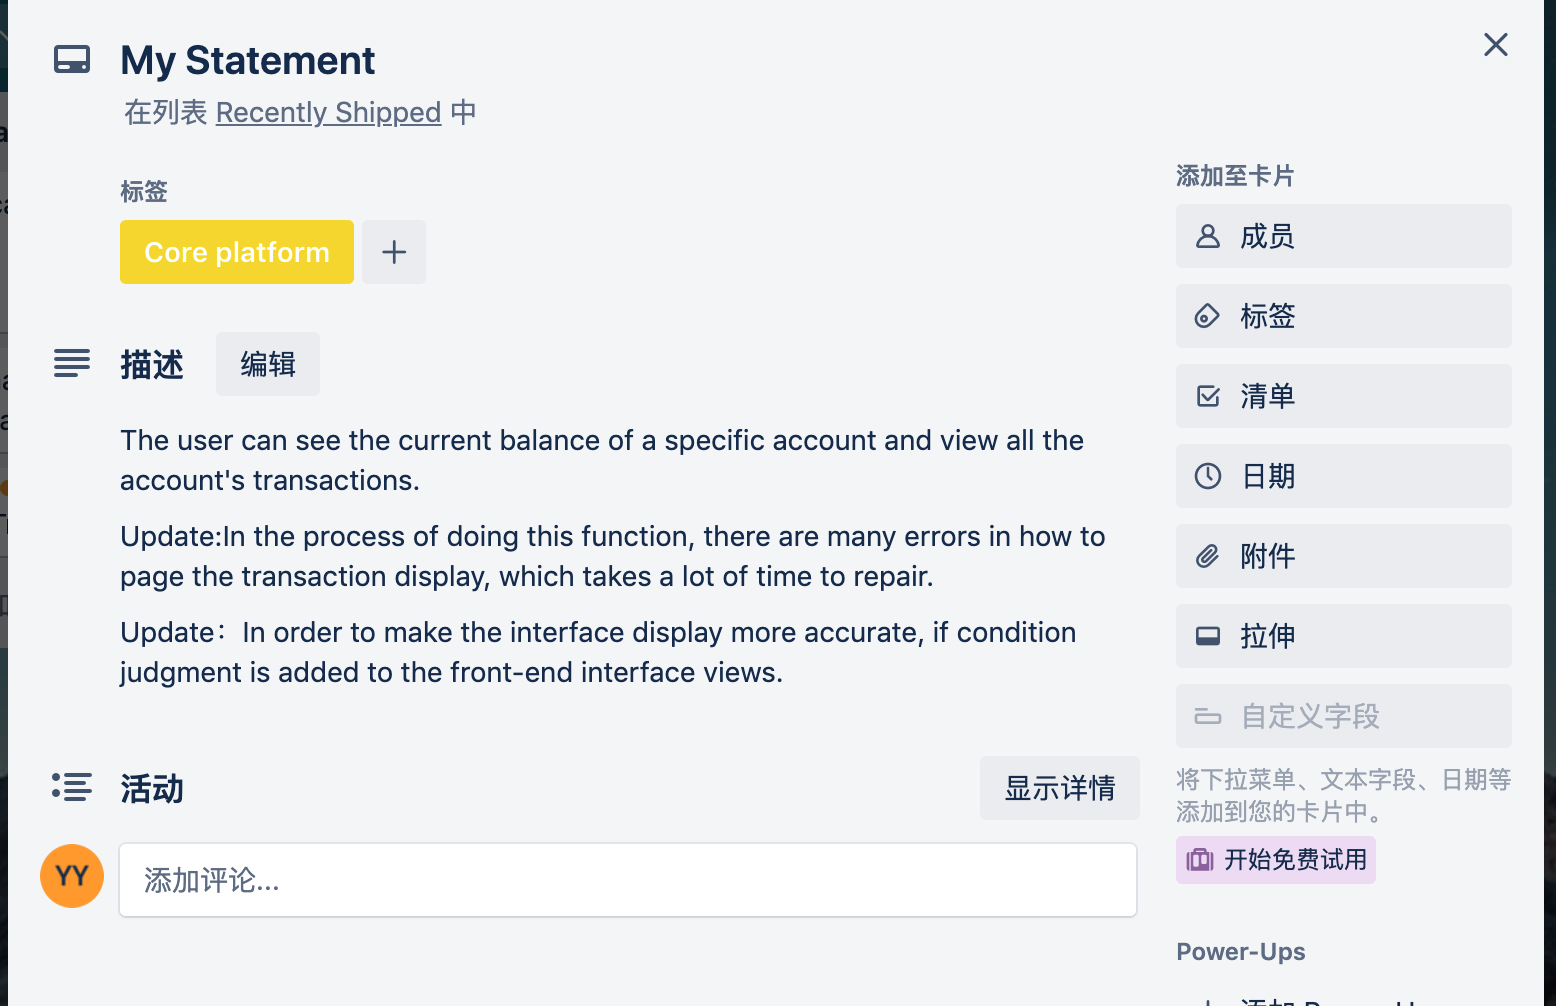 My Statement
在列表 Recently Shipped 中
标签
Core platform
描述 编辑
The user can see the current balance of a specific account and view all the
account's transactions.
Update:In the process of doing this function, there are many errors in how to
page the transaction display, which takes a lot of time to repair.
Update：In order to make the interface display more accurate, if condition
judgment is added to the front-end interface views.
活动 显示详情
YY 添加评论...
添加至卡片
成员
标签
清单
日期
附件
拉伸
自定义字段
将下拉菜单、文本字段、日期等
添加到您的卡片中。
开始免费试用
Power-Ups